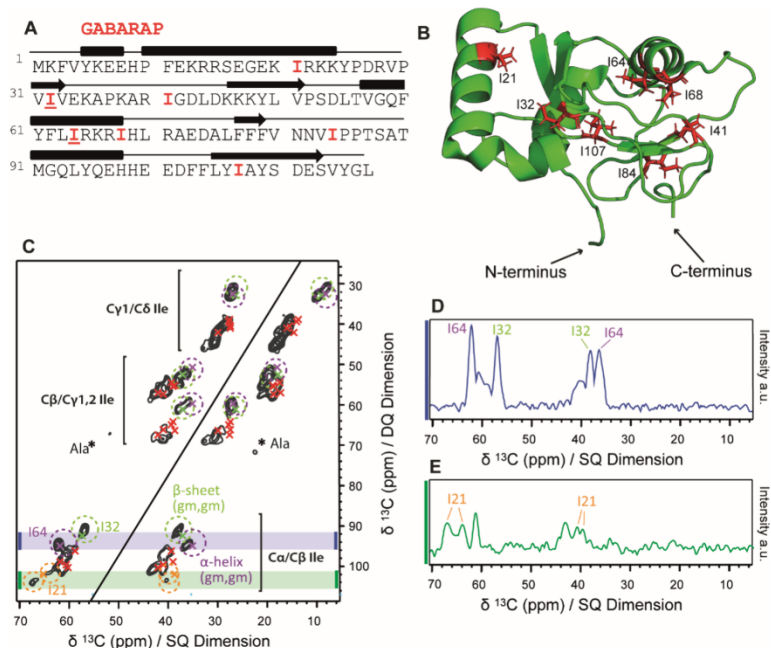 A
GABARAP
1 MKFVYKEEHP FEKRRSEGEK IRKKYPDRVP
31 VIVEKAPKAR IGDLDKKKYL VPSDLTVGQF
61 YFLIRKRIHL RAEDALFFFV NNVIPPTSAT
91 MGQLYQEHHE EDFFLYIAYS DESVYGL
B
I21
I64
I68
I32
I41
I107
I84
N-terminus
C-terminus
C
Cγ1/Cδ Ile
Cβ/Cγ1,2 Ile
Ala*
* Ala
β-sheet
(gm,gm)
I64
I32
α-helix
(gm,gm)
Cα/Cβ Ile
I21
30
40
50
60
70
80
90
100
δ ¹³C (ppm) / DQ Dimension
70 60 50 40 30 20 10
δ ¹³C (ppm) / SQ Dimension
D
I64 I32 I32 I64
Intensity a.u.
70 60 50 40 30 20 10
δ ¹³C (ppm) / SQ Dimension
E
I21 I21
Intensity a.u.
70 60 50 40 30 20 10
δ ¹³C (ppm) / SQ Dimension